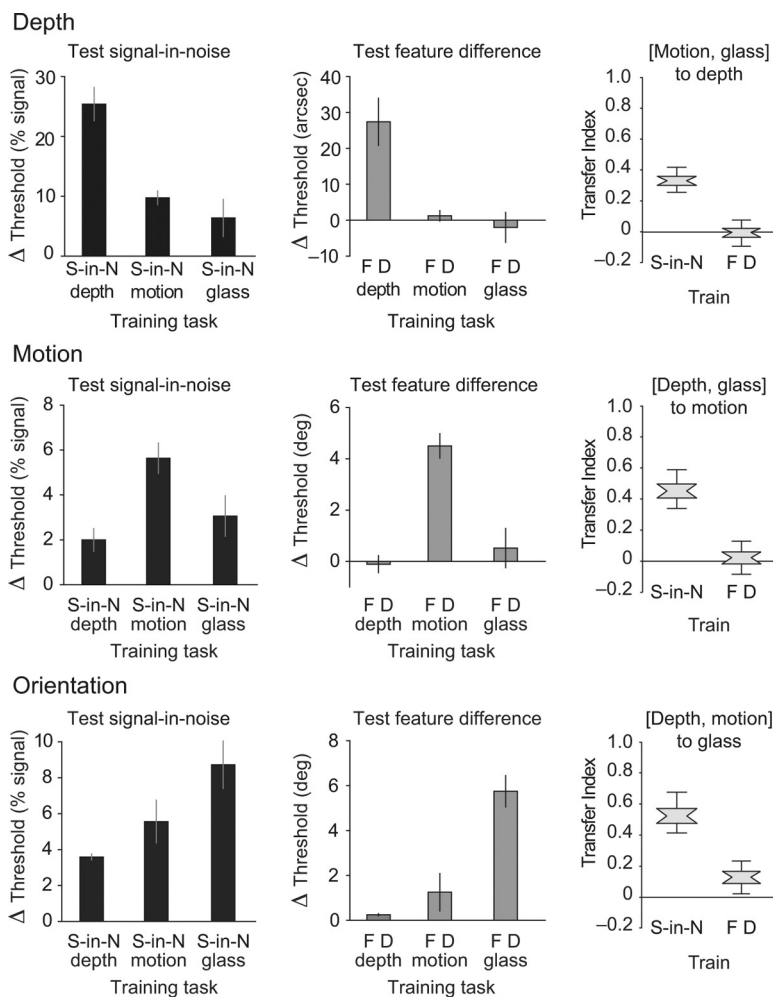 Depth
Test signal-in-noise
Δ Threshold (% signal)
30
20
10
0
S-in-N S-in-N S-in-N
depth motion glass
Training task
Test feature difference
Δ Threshold (arcsec)
40
30
20
10
0
−10
F D F D F D
depth motion glass
Training task
[Motion, glass]
to depth
Transfer Index
1.0
0.8
0.6
0.4
0.2
0
−0.2
S-in-N F D
Train
Motion
Test signal-in-noise
Δ Threshold (% signal)
8
6
4
2
0
S-in-N S-in-N S-in-N
depth motion glass
Training task
Test feature difference
Δ Threshold (deg)
6
4
2
0
F D F D F D
depth motion glass
Training task
[Depth, glass]
to motion
Transfer Index
1.0
0.8
0.6
0.4
0.2
0
−0.2
S-in-N F D
Train
Orientation
Test signal-in-noise
Δ Threshold (% signal)
10
8
6
4
2
0
S-in-N S-in-N S-in-N
depth motion glass
Training task
Test feature difference
Δ Threshold (deg)
8
6
4
2
0
F D F D F D
depth motion glass
Training task
[Depth, motion]
to glass
Transfer Index
1.0
0.8
0.6
0.4
0.2
0
−0.2
S-in-N F D
Train